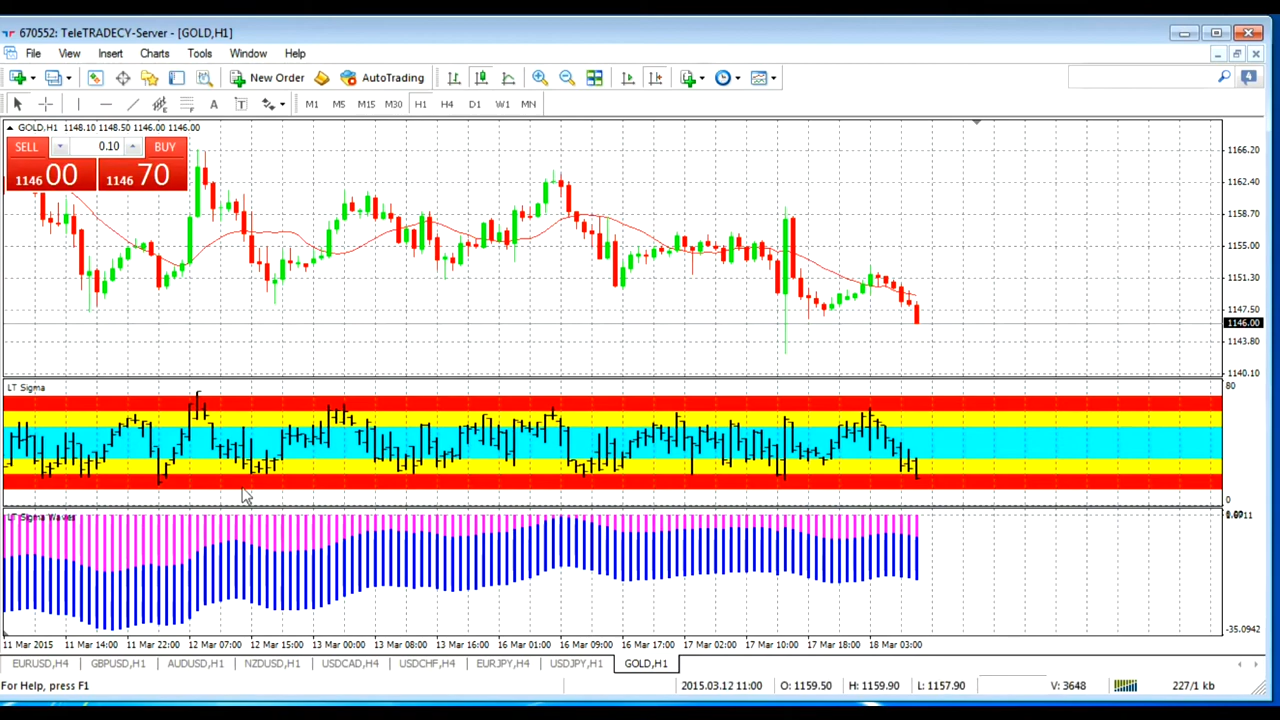 670552: TeleTRADECY-Server - [GOLD,H1]
File View Insert Charts Tools Window Help
New Order AutoTrading 4
A T M1 M5 M15 M30 H1 H4 D1 W1 MN
GOLD,H1 1148.10 1148.50 1146.00 1146.00
SELL 0.10 BUY
1146 00 1146 70
1166.20
1162.40
1158.70
1155.00
1151.30
1147.50
1146.00
1143.80
1140.10
LT Sigma
80
0
LT Sigma Waves
-35.0942
11 Mar 2015 11 Mar 14:00 11 Mar 22:00 12 Mar 07:00 12 Mar 15:00 13 Mar 00:00 13 Mar 08:00 13 Mar 16:00 16 Mar 01:00 16 Mar 09:00 16 Mar 17:00 17 Mar 02:00 17 Mar 10:00 17 Mar 18:00 18 Mar 03:00
EURUSD,H4 GBPUSD,H1 AUDUSD,H1 NZDUSD,H1 USDCAD,H4 USDCHF,H4 EURJPY,H4 USDJPY,H1 GOLD,H1
For Help, press F1 2015.03.12 11:00 O: 1159.50 H: 1159.90 L: 1157.90 V: 3648 227/1 kb